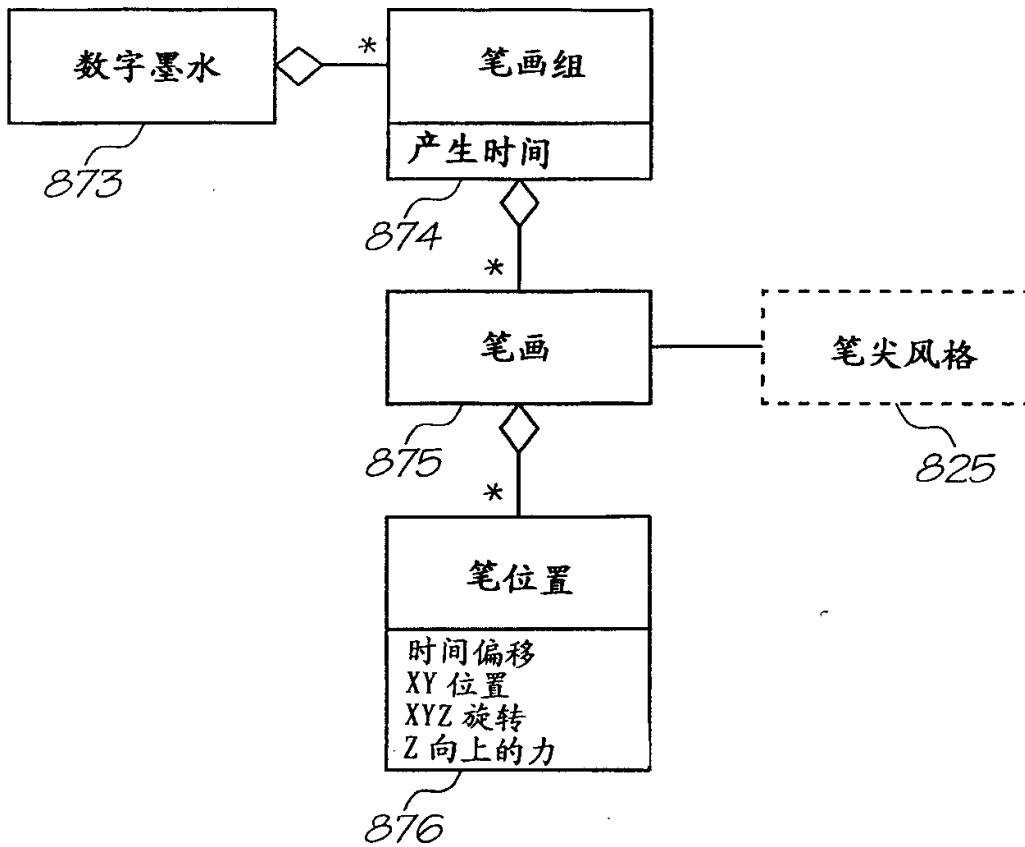 数字墨水
*
笔画组
产生时间
873
874
*
笔画
笔尖风格
875
825
*
笔位置
时间偏移
XY 位置
XYZ 旋转
Z 向上的力
876